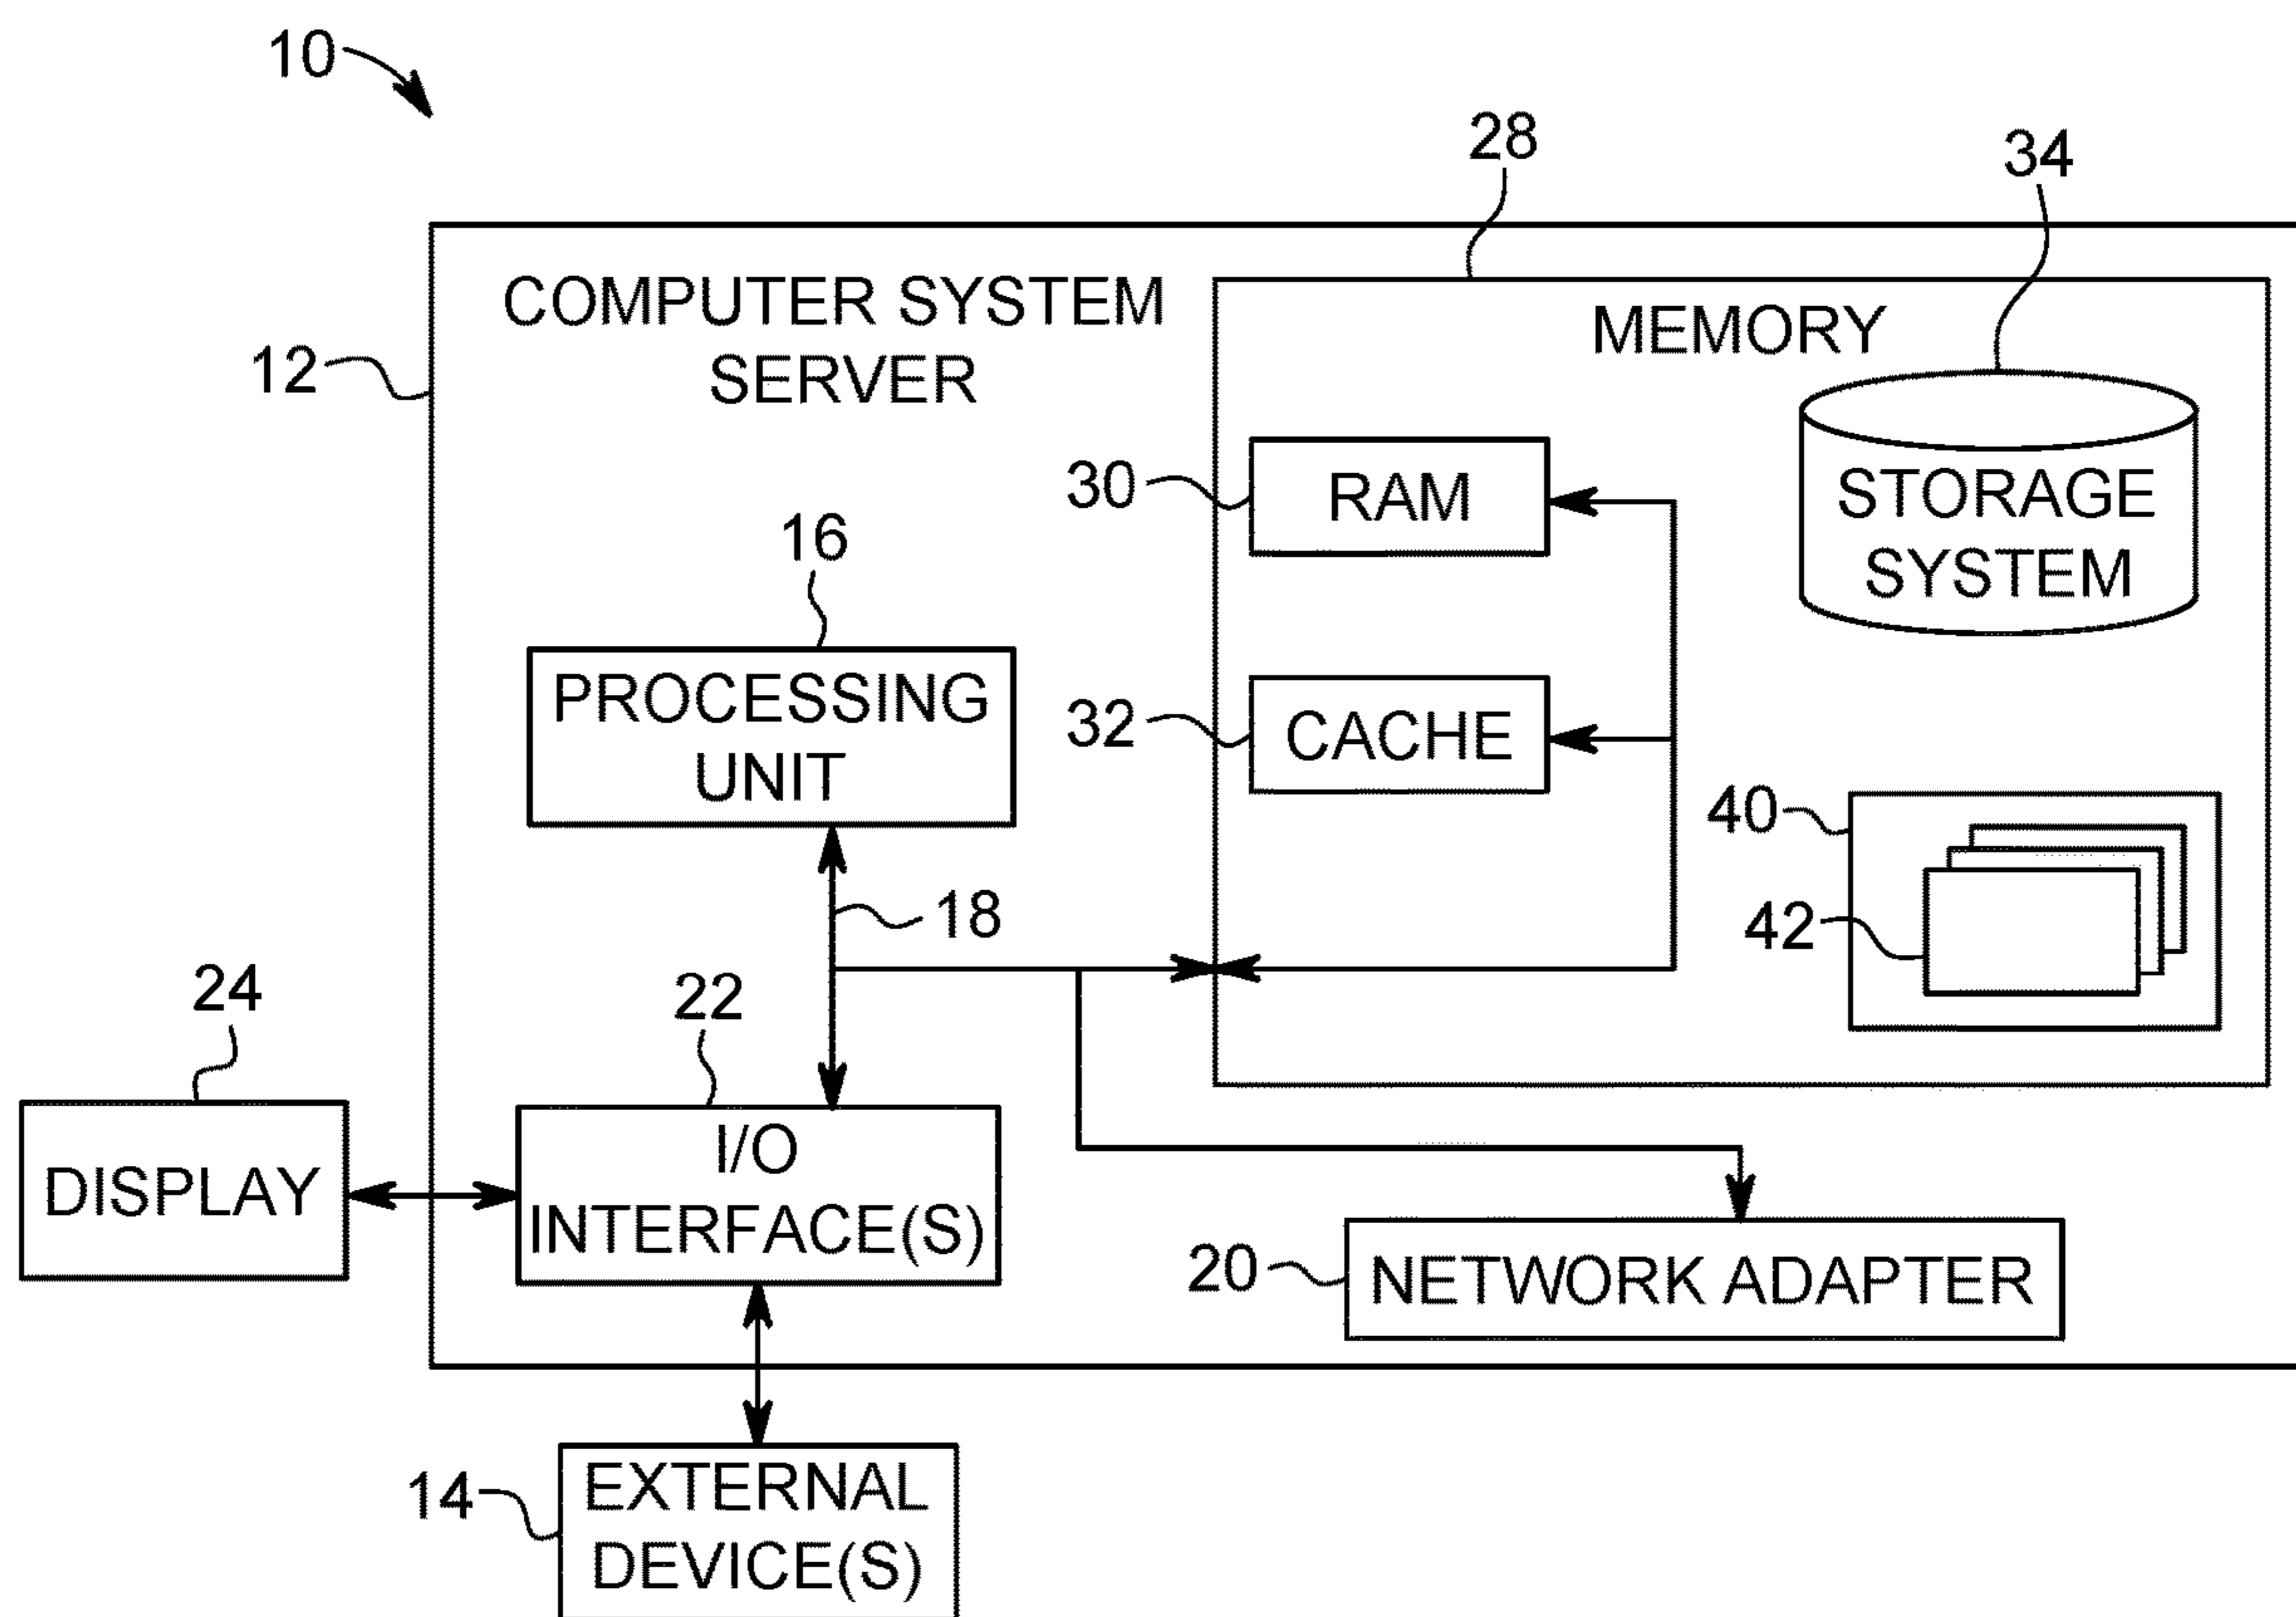 10
28
34
COMPUTER SYSTEM
SERVER
MEMORY
12
30
RAM
STORAGE
SYSTEM
16
PROCESSING
UNIT
32
CACHE
40
18
42
24
22
DISPLAY
I/O
INTERFACE(S)
20
NETWORK ADAPTER
14
EXTERNAL
DEVICE(S)